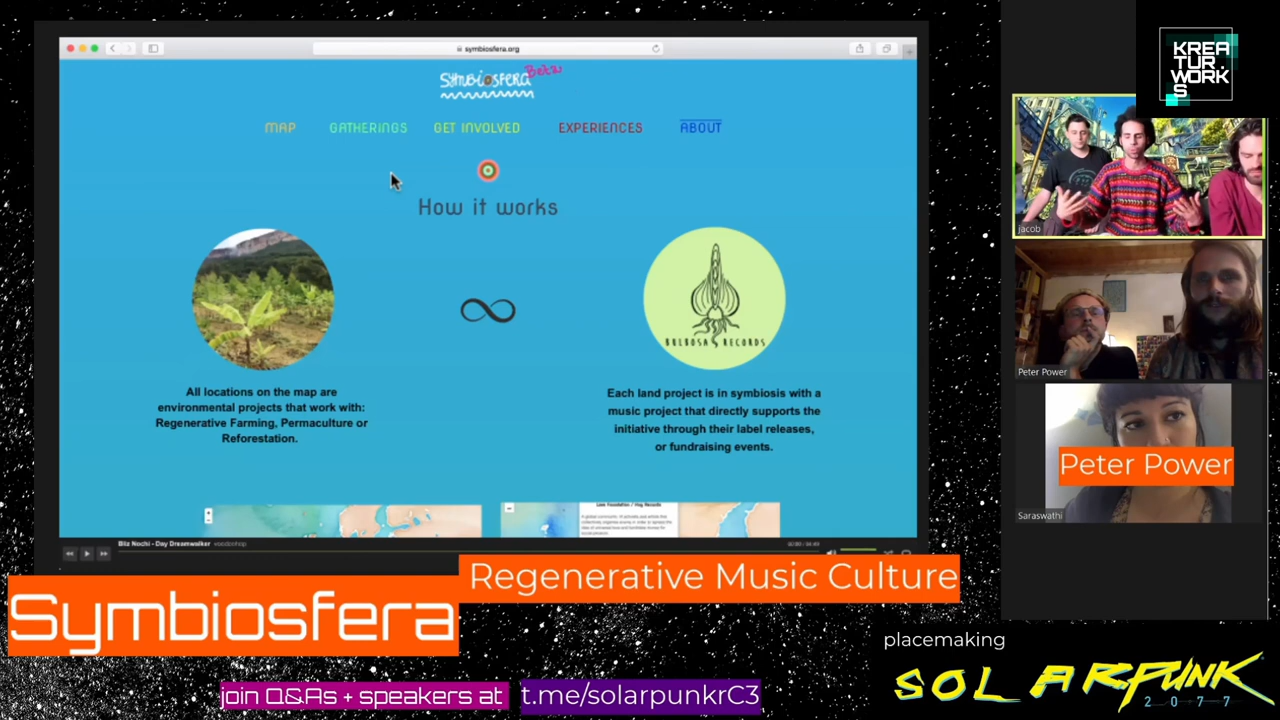 symbiosfera.org
SYMBIOSFERA Beta
MAP GATHERINGS GET INVOLVED EXPERIENCES ABOUT
How it works
BULBOSA RECORDS
All locations on the map are
environmental projects that work with:
Regenerative Farming, Permaculture or
Reforestation.
Each land project is in symbiosis with a
music project that directly supports the
initiative through their label releases,
or fundraising events.
Bliz Nochi - Day Dreamwalker voodoohop
Symbiosfera
Regenerative Music Culture
join Q&As + speakers at t.me/solarpunkrC3
KREA
TUR.
WORK
S
jacob
Peter Power
Peter Power
Saraswathi
placemaking
SOLARPUNK
2077